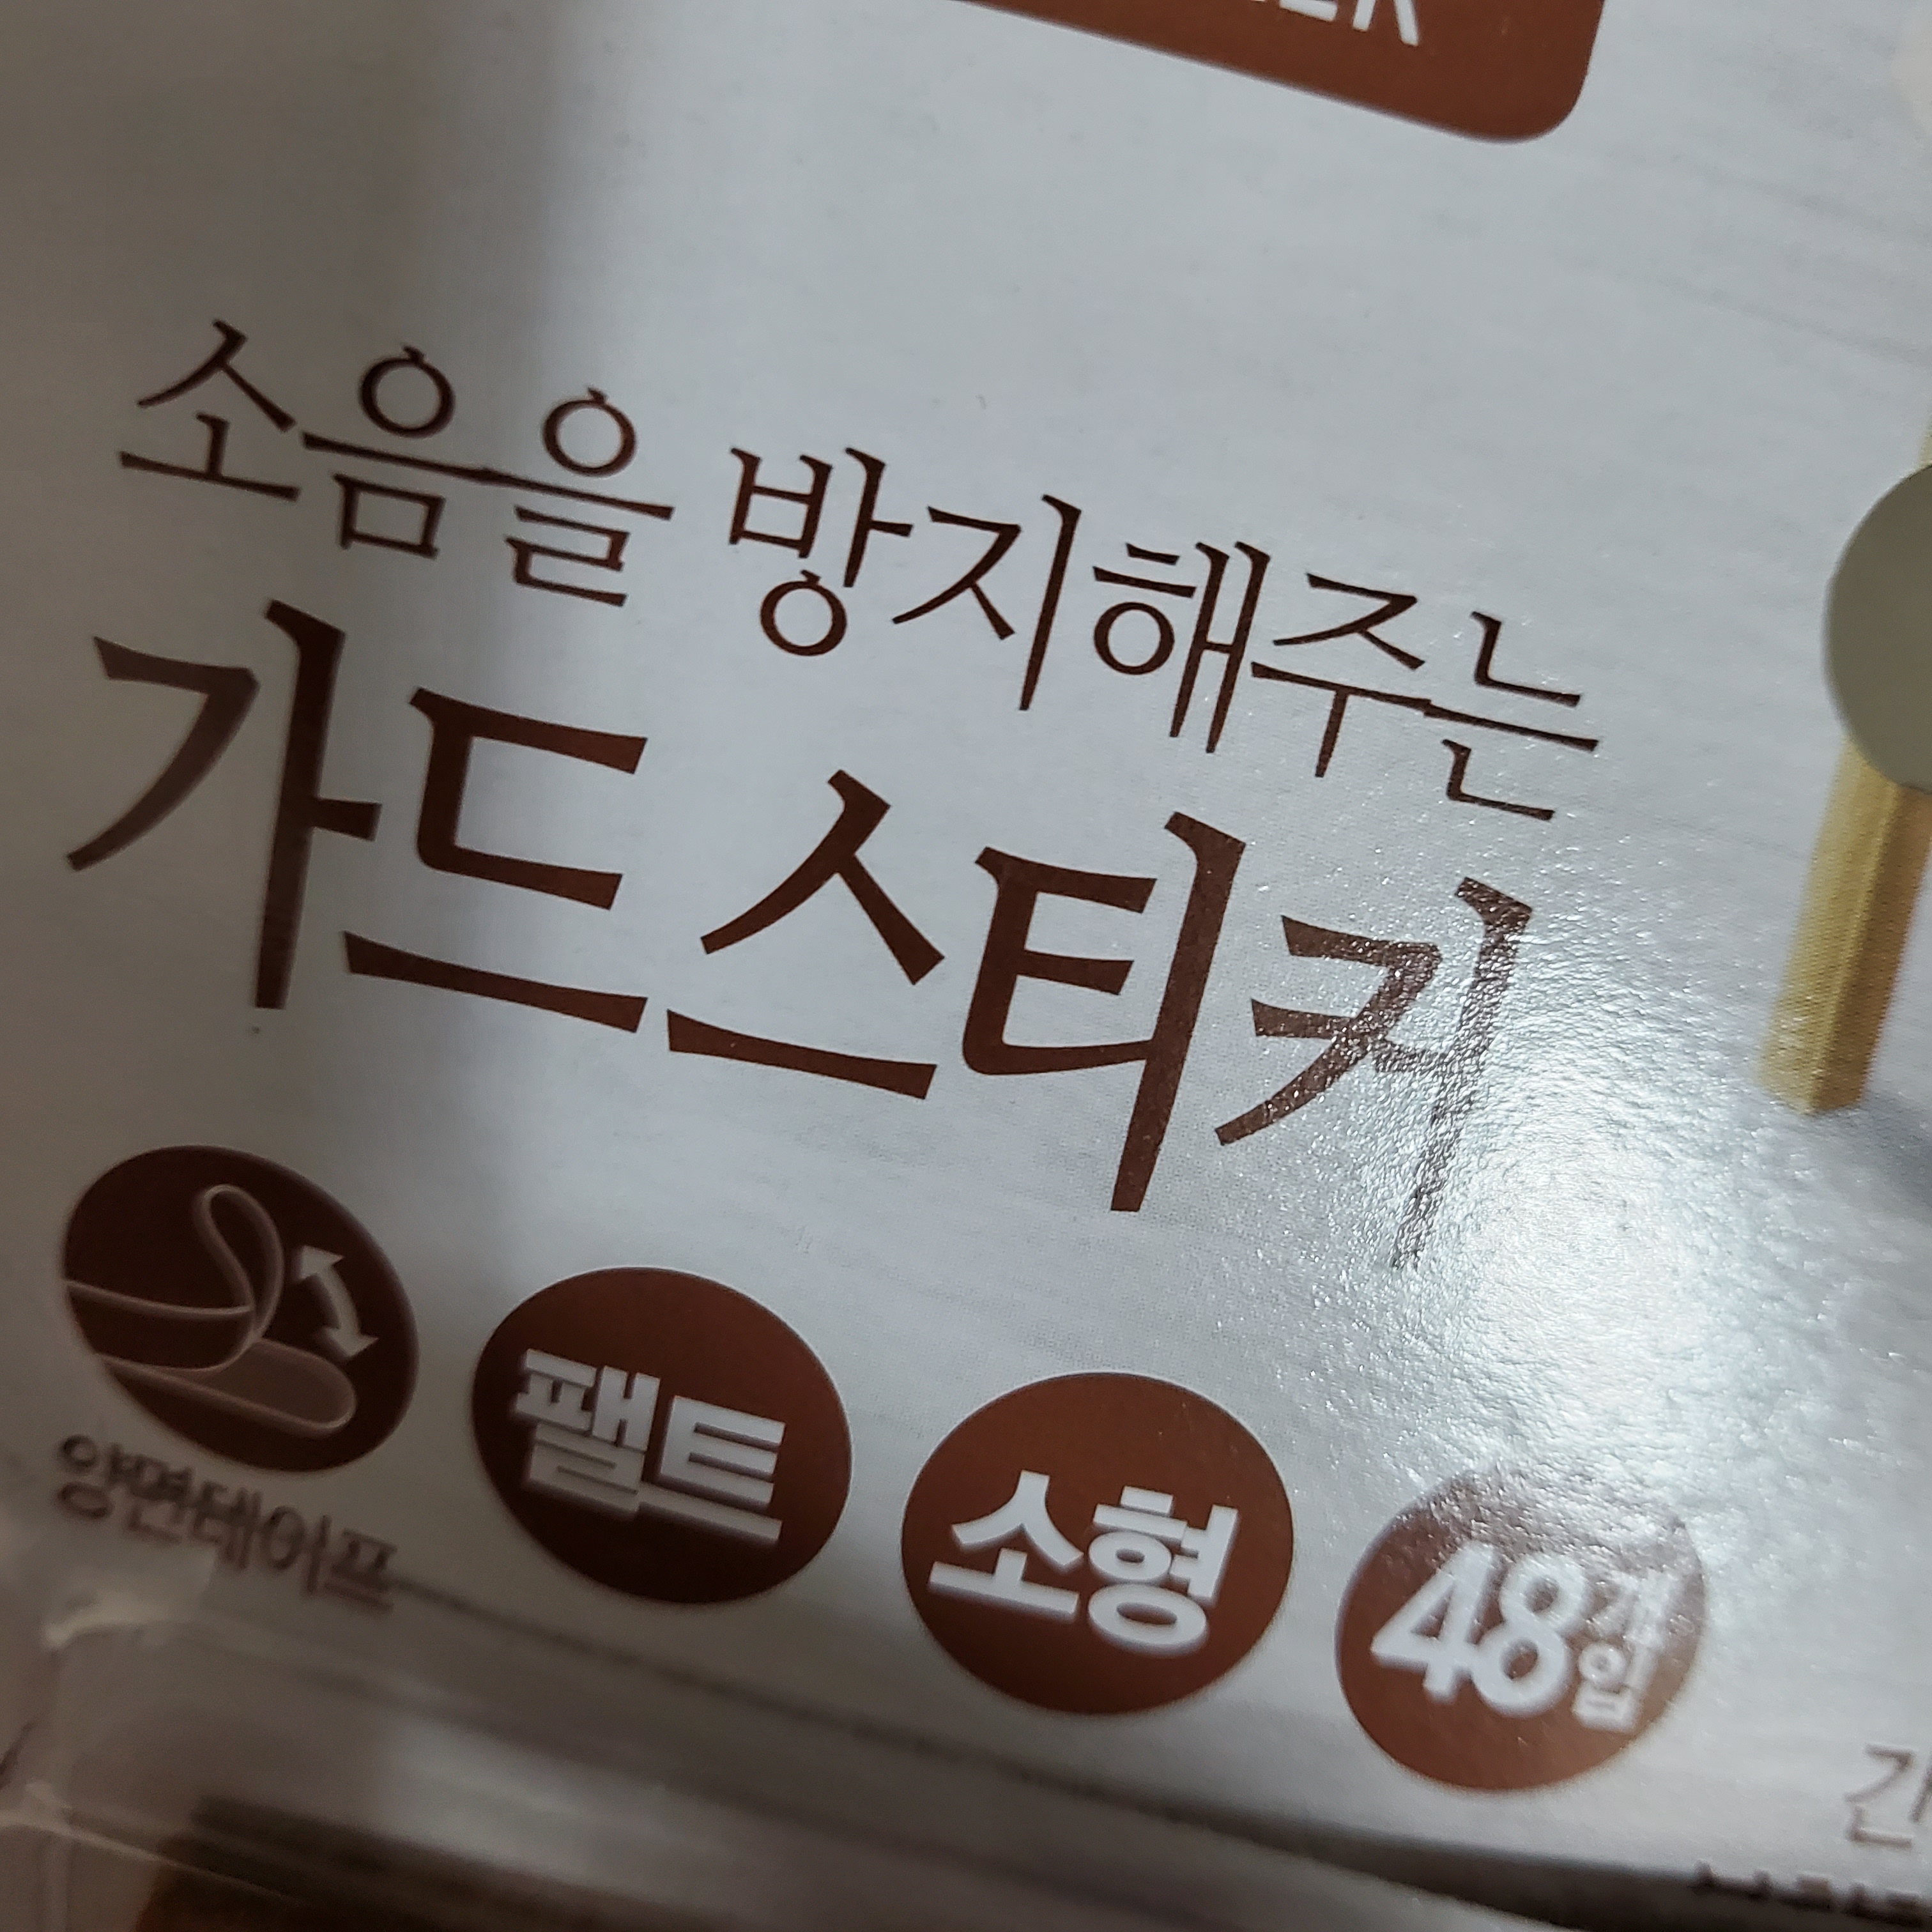 소음을 방지해주는
가드스티커
양면테이프
팰트
소형
48개입